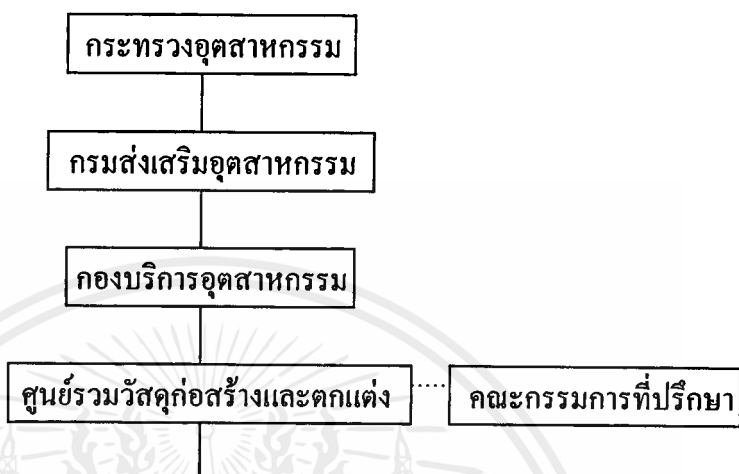 กระทรวงอุตสาหกรรม
กรมส่งเสริมอุตสาหกรรม
กองบริการอุตสาหกรรม
ศูนย์รวมวัสดุก่อสร้างและตกแต่ง
คณะกรรมการที่ปรึกษา